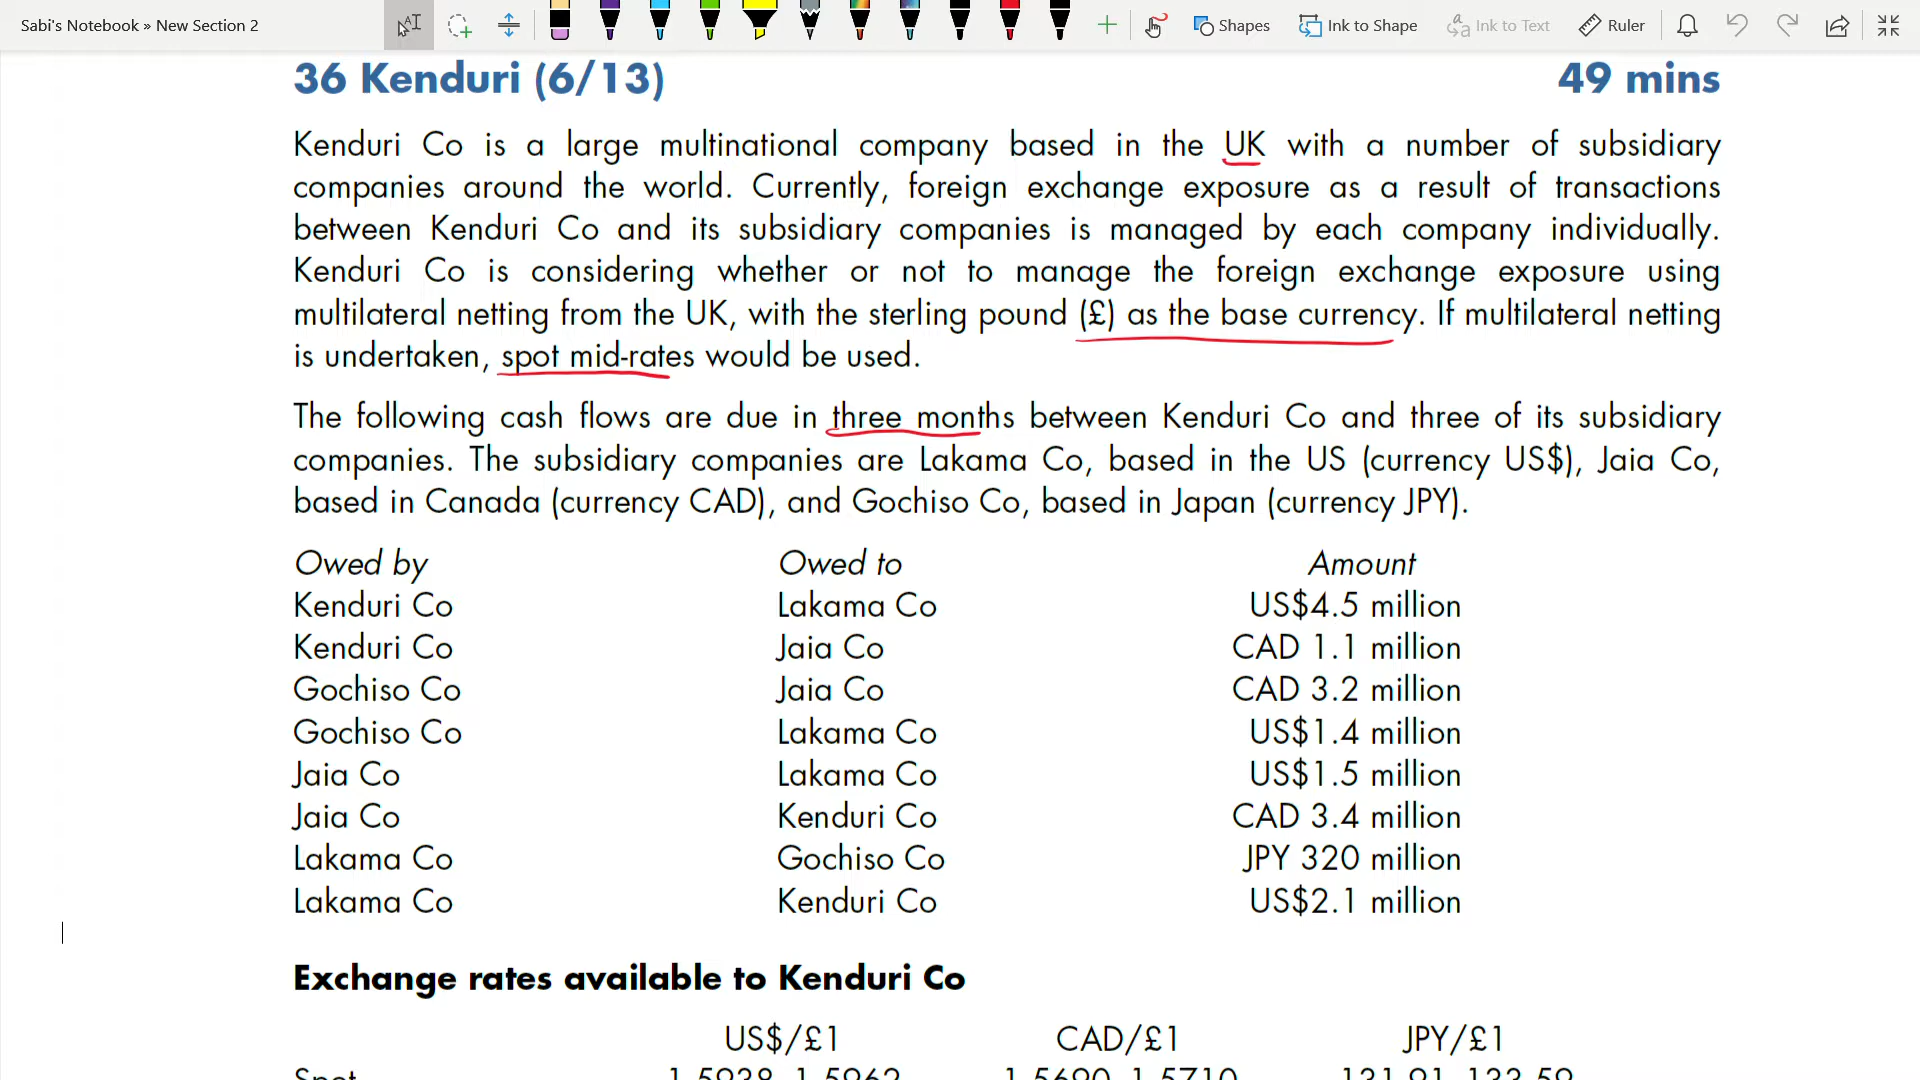 Sabi's Notebook » New Section 2
Shapes
Ink to Shape
Ink to Text
Ruler
36 Kenduri (6/13) 49 mins
Kenduri Co is a large multinational company based in the UK with a number of subsidiary
companies around the world. Currently, foreign exchange exposure as a result of transactions
between Kenduri Co and its subsidiary companies is managed by each company individually.
Kenduri Co is considering whether or not to manage the foreign exchange exposure using
multilateral netting from the UK, with the sterling pound (£) as the base currency. If multilateral netting
is undertaken, spot mid-rates would be used.
The following cash flows are due in three months between Kenduri Co and three of its subsidiary
companies. The subsidiary companies are Lakama Co, based in the US (currency US$), Jaia Co,
based in Canada (currency CAD), and Gochiso Co, based in Japan (currency JPY).
Owed by Owed to Amount
Kenduri Co Lakama Co US$4.5 million
Kenduri Co Jaia Co CAD 1.1 million
Gochiso Co Jaia Co CAD 3.2 million
Gochiso Co Lakama Co US$1.4 million
Jaia Co Lakama Co US$1.5 million
Jaia Co Kenduri Co CAD 3.4 million
Lakama Co Gochiso Co JPY 320 million
Lakama Co Kenduri Co US$2.1 million
Exchange rates available to Kenduri Co
US$/£1 CAD/£1 JPY/£1
Spot